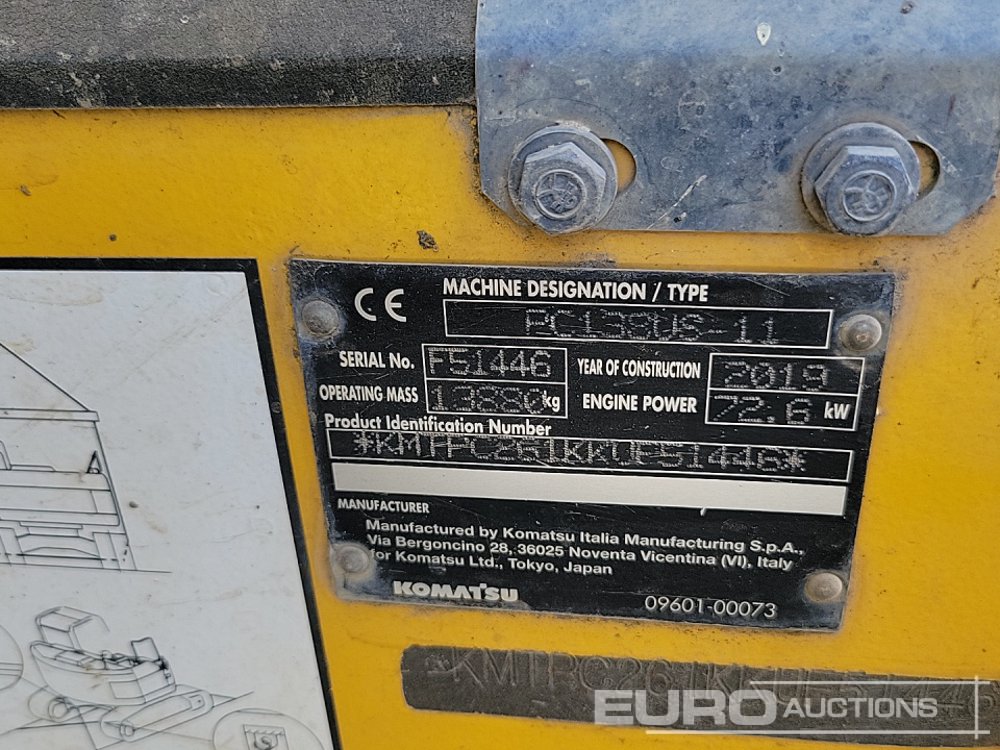 CE
MACHINE DESIGNATION / TYPE
PC138US-11
SERIAL No. F51446 YEAR OF CONSTRUCTION 2019
OPERATING MASS 13880 kg ENGINE POWER 72.6 kW
Product Identification Number
*KMTPC261KKUF51446*
MANUFACTURER
Manufactured by Komatsu Italia Manufacturing S.p.A.,
Via Bergoncino 28, 36025 Noventa Vicentina (VI), Italy
for Komatsu Ltd., Tokyo, Japan
KOMATSU 09601-00073
EURO AUCTIONS